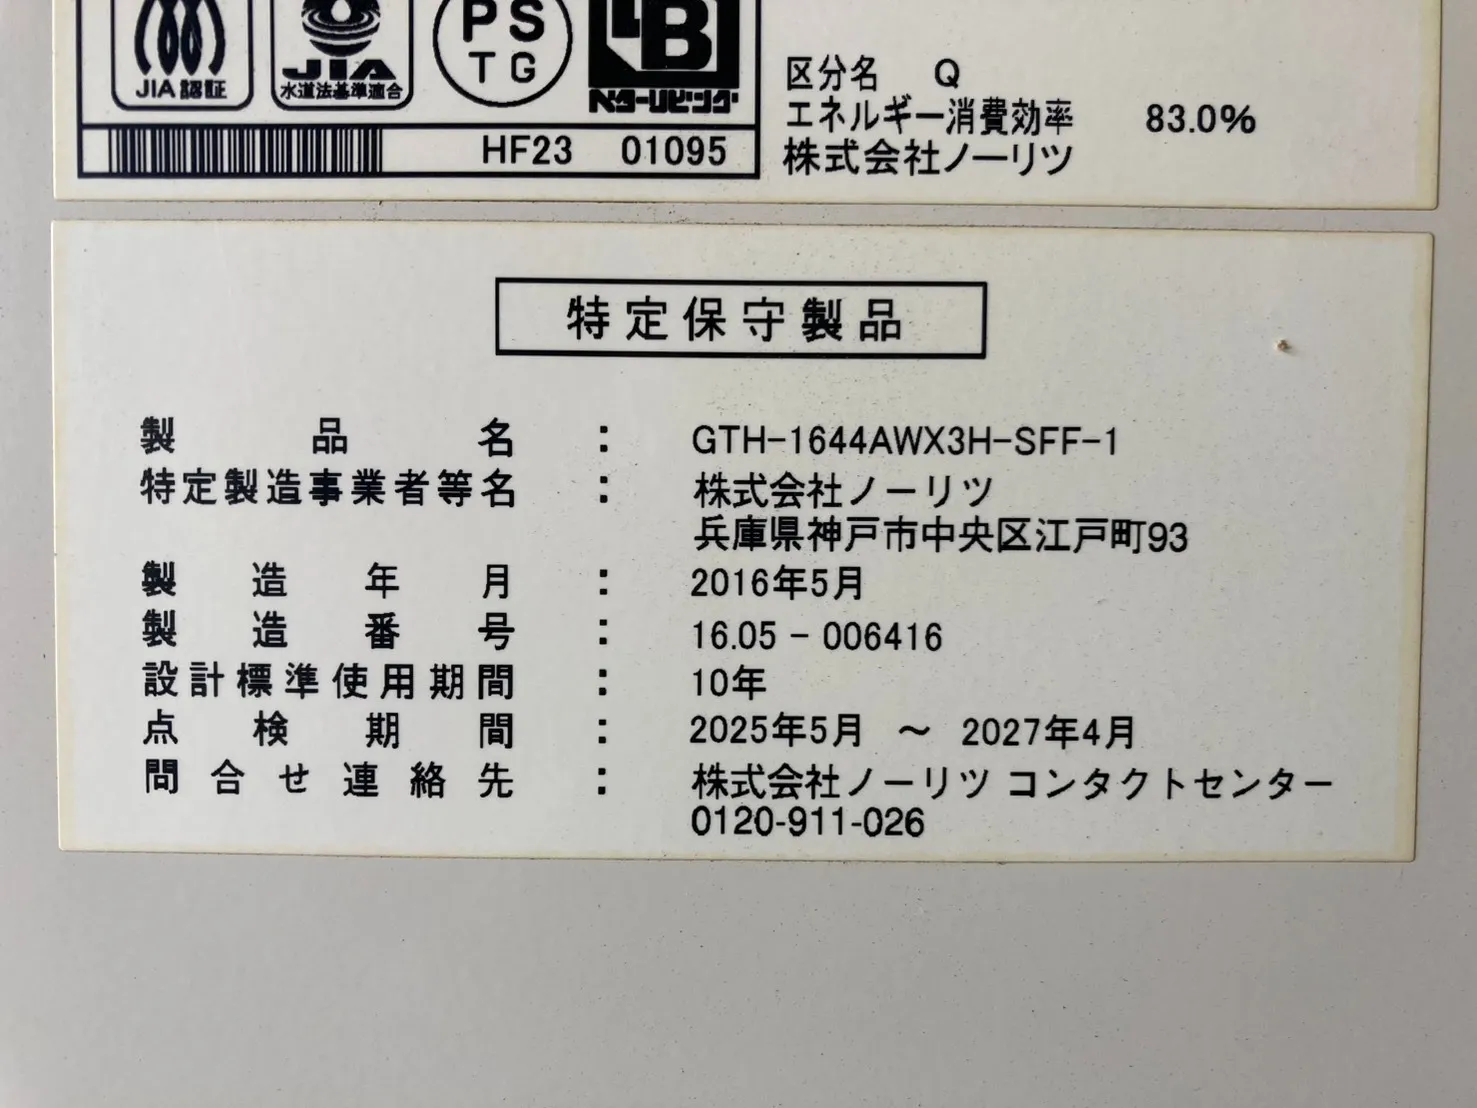 JIA認証
JIA
水道法基準適合
PS
TG
B
ベターリビング
HF23 01095
区分名 Q
エネルギー消費効率 83.0%
株式会社ノーリツ
特定保守製品
製品名 : GTH-1644AWX3H-SFF-1
特定製造事業者等名 : 株式会社ノーリツ
兵庫県神戸市中央区江戸町93
製造年月 : 2016年5月
製造番号 : 16.05 - 006416
設計標準使用期間 : 10年
点検期間 : 2025年5月 ~ 2027年4月
問合せ連絡先 : 株式会社ノーリツ コンタクトセンター
0120-911-026